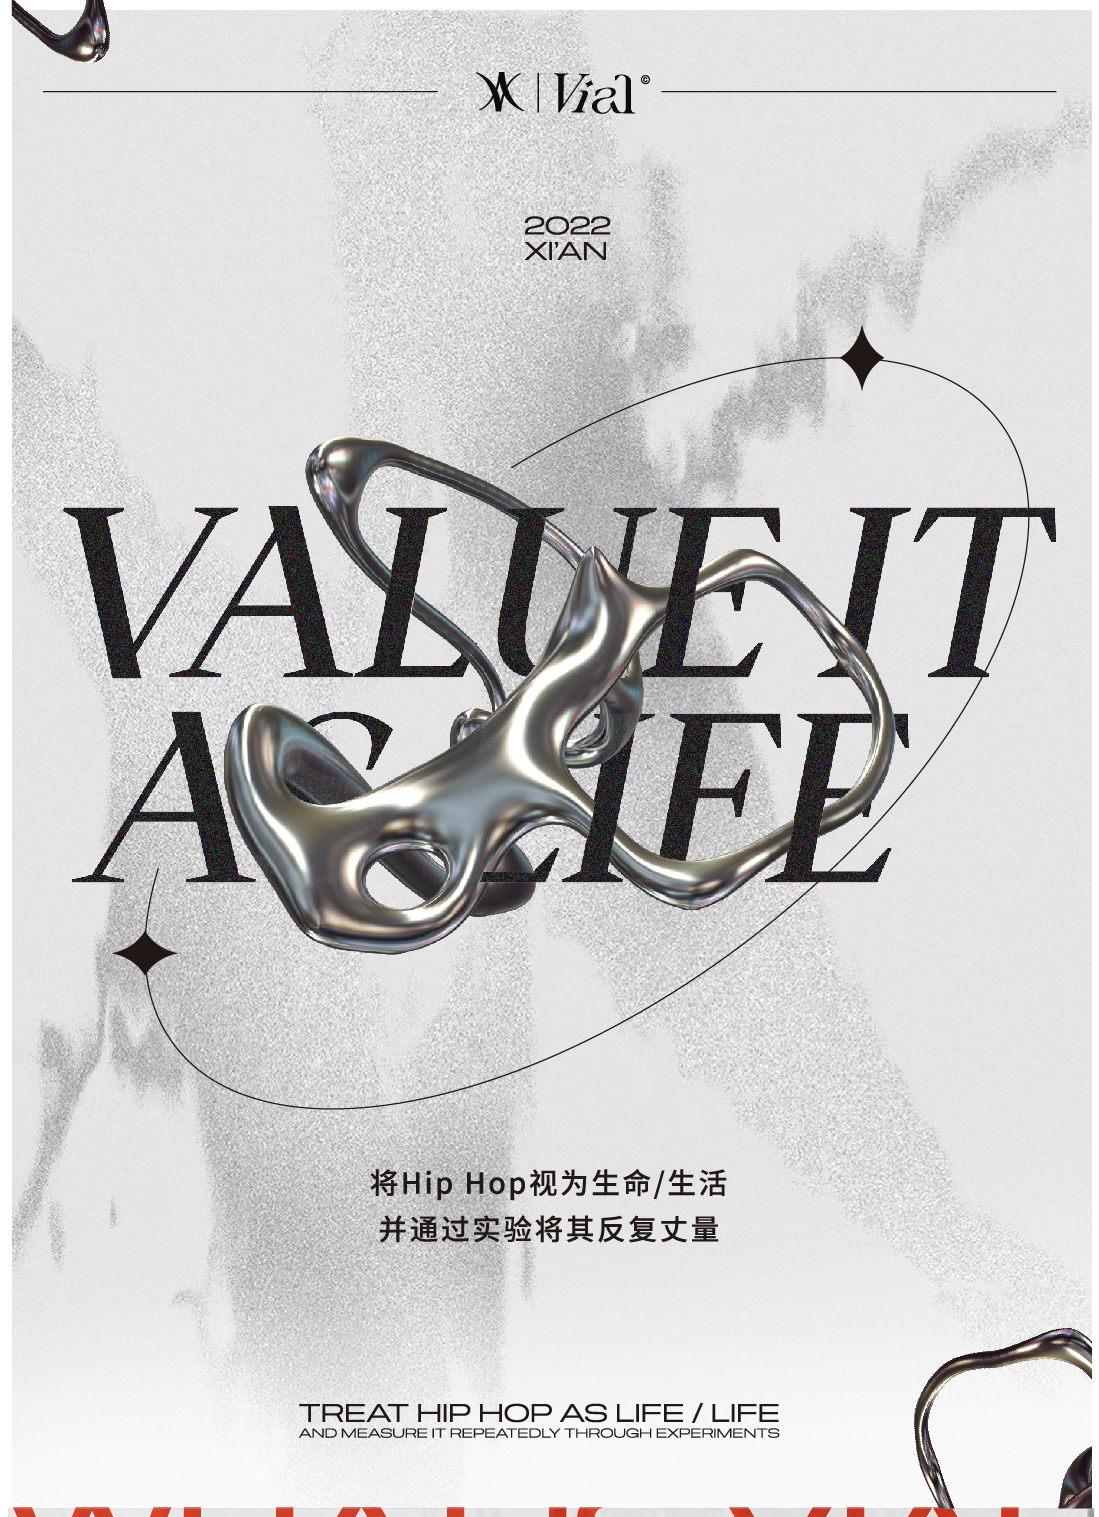 Vial©
2022
XI'AN
VALUE IT
AS LIFE
将Hip Hop视为生命/生活
并通过实验将其反复丈量
TREAT HIP HOP AS LIFE / LIFE
AND MEASURE IT REPEATEDLY THROUGH EXPERIMENTS